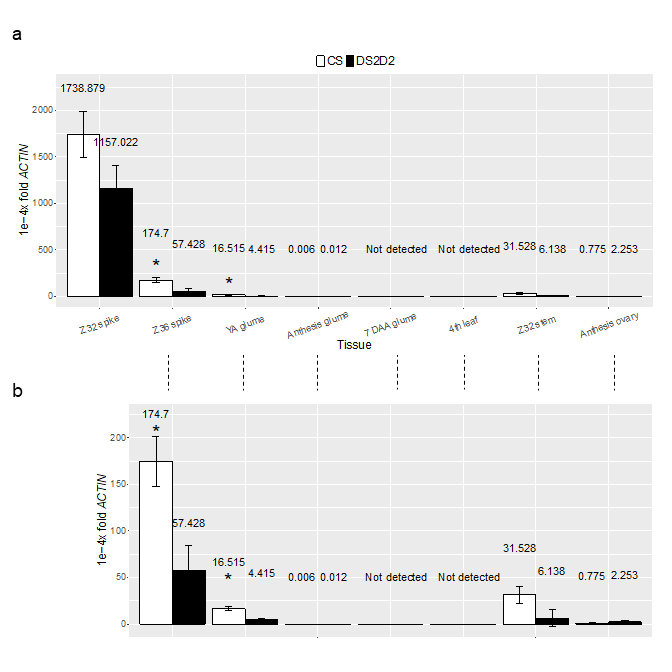 a
CS DS2D2
1738.879
1157.022
174.7
57.428
16.515
4.415
0.006
0.012
Not detected
Not detected
31.528
6.138
0.775
2.253
*
*
1e−4x fold ACTIN
2000
1500
1000
500
0
Z32 spike
Z36 spike
YA glume
Anthesis glume
7 DAA glume
4th leaf
Z32 stem
Anthesis ovary
Tissue
b
174.7
*
57.428
16.515
*
4.415
0.006
0.012
Not detected
Not detected
31.528
6.138
0.775
2.253
1e−4x fold ACTIN
200
150
100
50
0